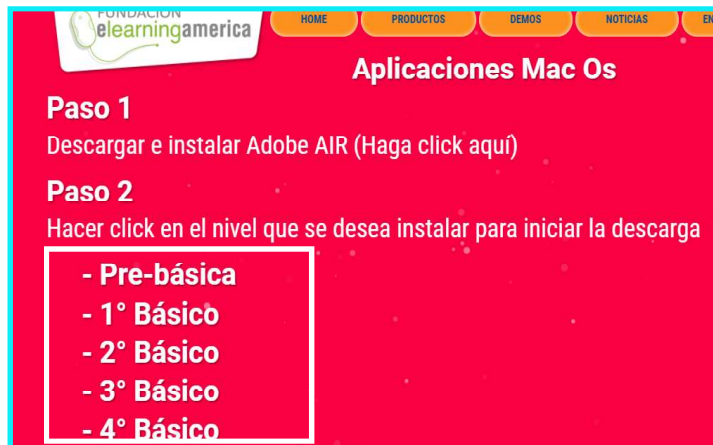 FUNDACIÓN
elearningamerica
HOME
PRODUCTOS
DEMOS
NOTICIAS
EN
Aplicaciones Mac Os
Paso 1
Descargar e instalar Adobe AIR (Haga click aquí)
Paso 2
Hacer click en el nivel que se desea instalar para iniciar la descarga
- Pre-básica
- 1° Básico
- 2° Básico
- 3° Básico
- 4° Básico